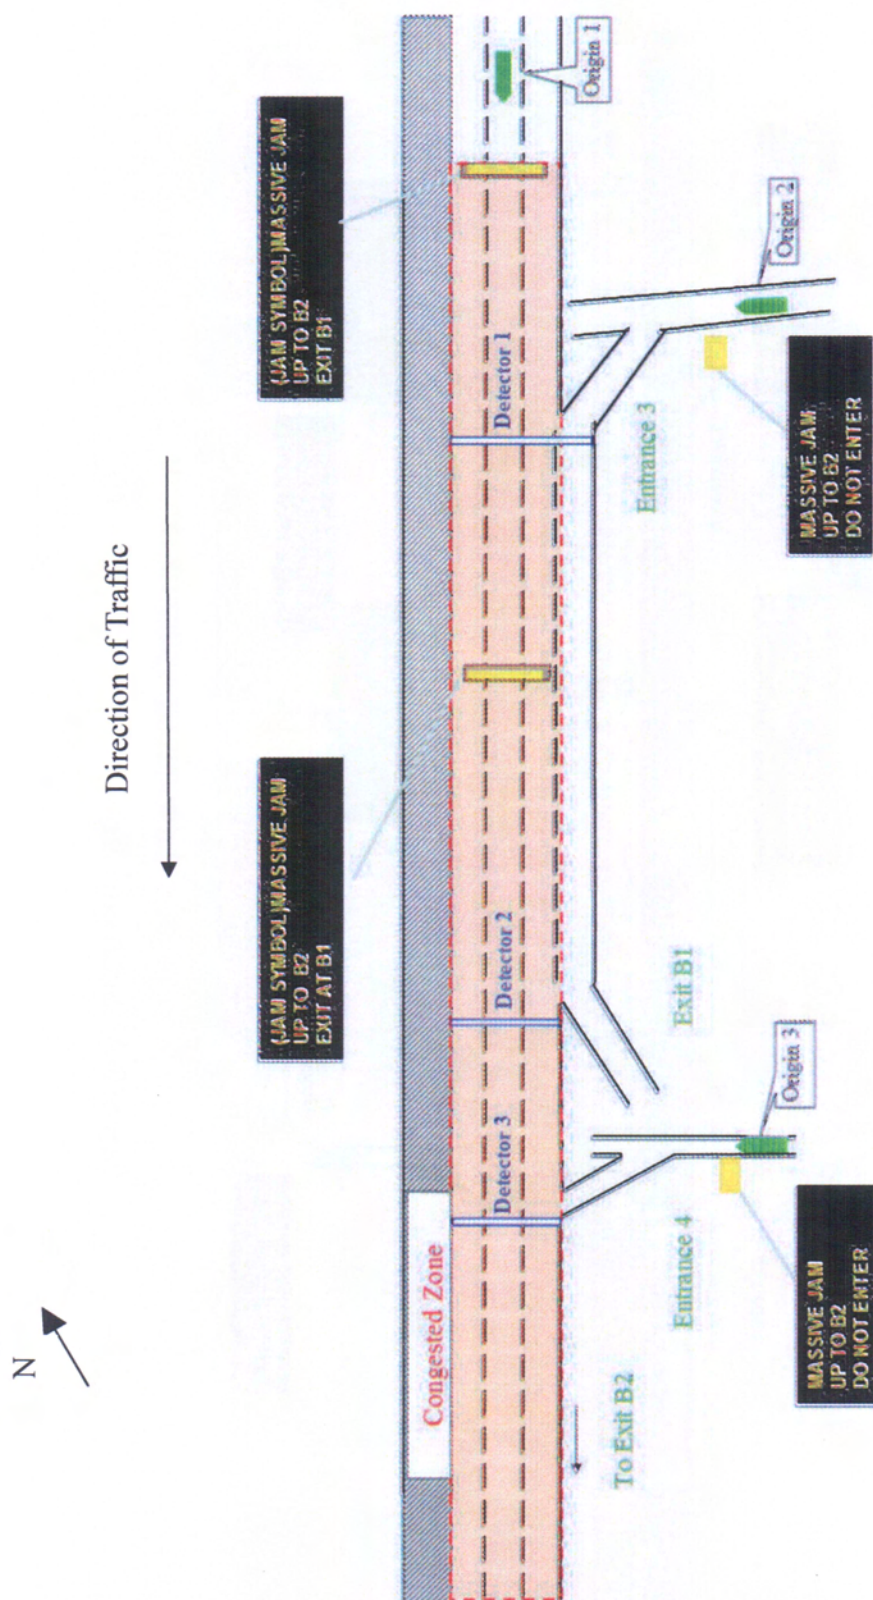 Origin 1
(JAM SYMBOL)MASSIVE JAM
UP TO B2
EXIT B1
Origin 2
Detector 1
MASSIVE JAM
UP TO B2
DO NOT ENTER
Entrance 3
Direction of Traffic
(JAM SYMBOL)MASSIVE JAM
UP TO B2
EXIT AT B1
Detector 2
Exit B1
Origin 3
Detector 3
MASSIVE JAM
UP TO B2
DO NOT ENTER
Entrance 4
Congested Zone
To Exit B2
N